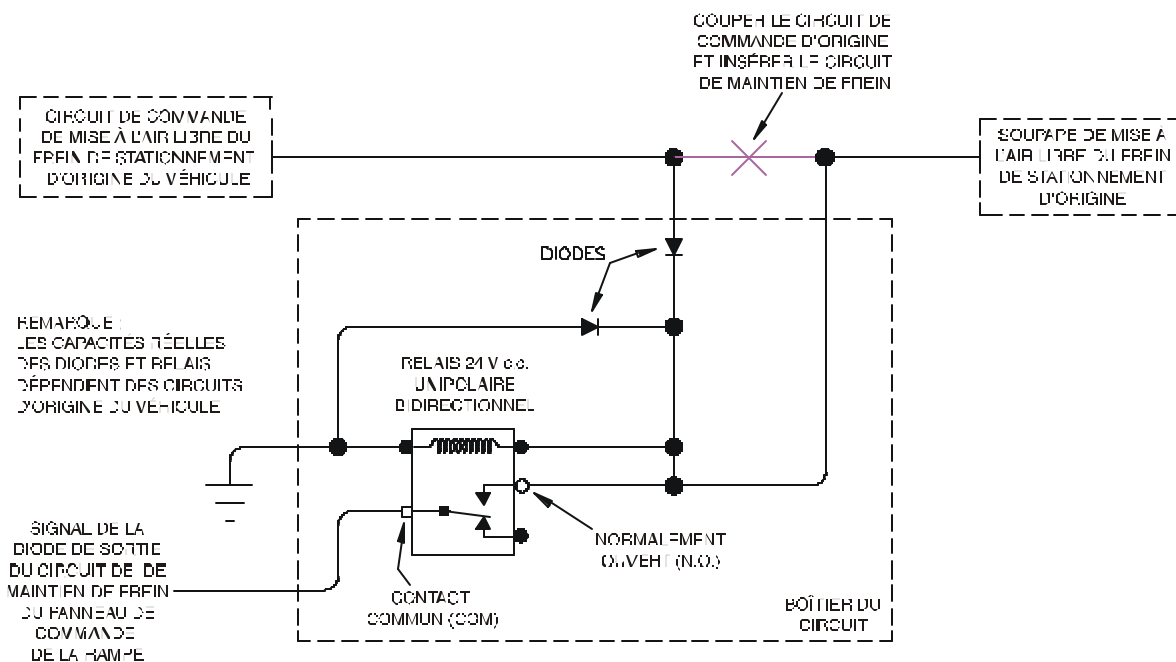 COUPER LE CIRCUIT DE
COMMANDE D'ORIGINE
ET INSÉRER LE CIRCUIT
DE MAINTIEN DE FREIN
CIRCUIT DE COMMANDE
DE MISE À L'AIR LIBRE DU
FREIN DE STATIONNEMENT
D'ORIGINE DU VÉHICULE
SOUPAPE DE MISE À
L'AIR LIBRE DU FREIN
DE STATIONNEMENT
D'ORIGINE
DIODES
REMARQUE :
LES CAPACITÉS RÉELLES
DES DIODES ET RELAIS
DÉPENDENT DES CIRCUITS
D'ORIGINE DU VÉHICULE
RELAIS 24 V c.c.
UNIPOLAIRE
BIDIRECTIONNEL
SIGNAL DE LA
DIODE DE SORTIE
DU CIRCUIT DE DE
MAINTIEN DE FREIN
DU PANNEAU DE
COMMANDE
DE LA RAMPE
NORMALEMENT
OUVERT (N.O.)
CONTACT
COMMUN (COM)
BOÎTIER DU
CIRCUIT